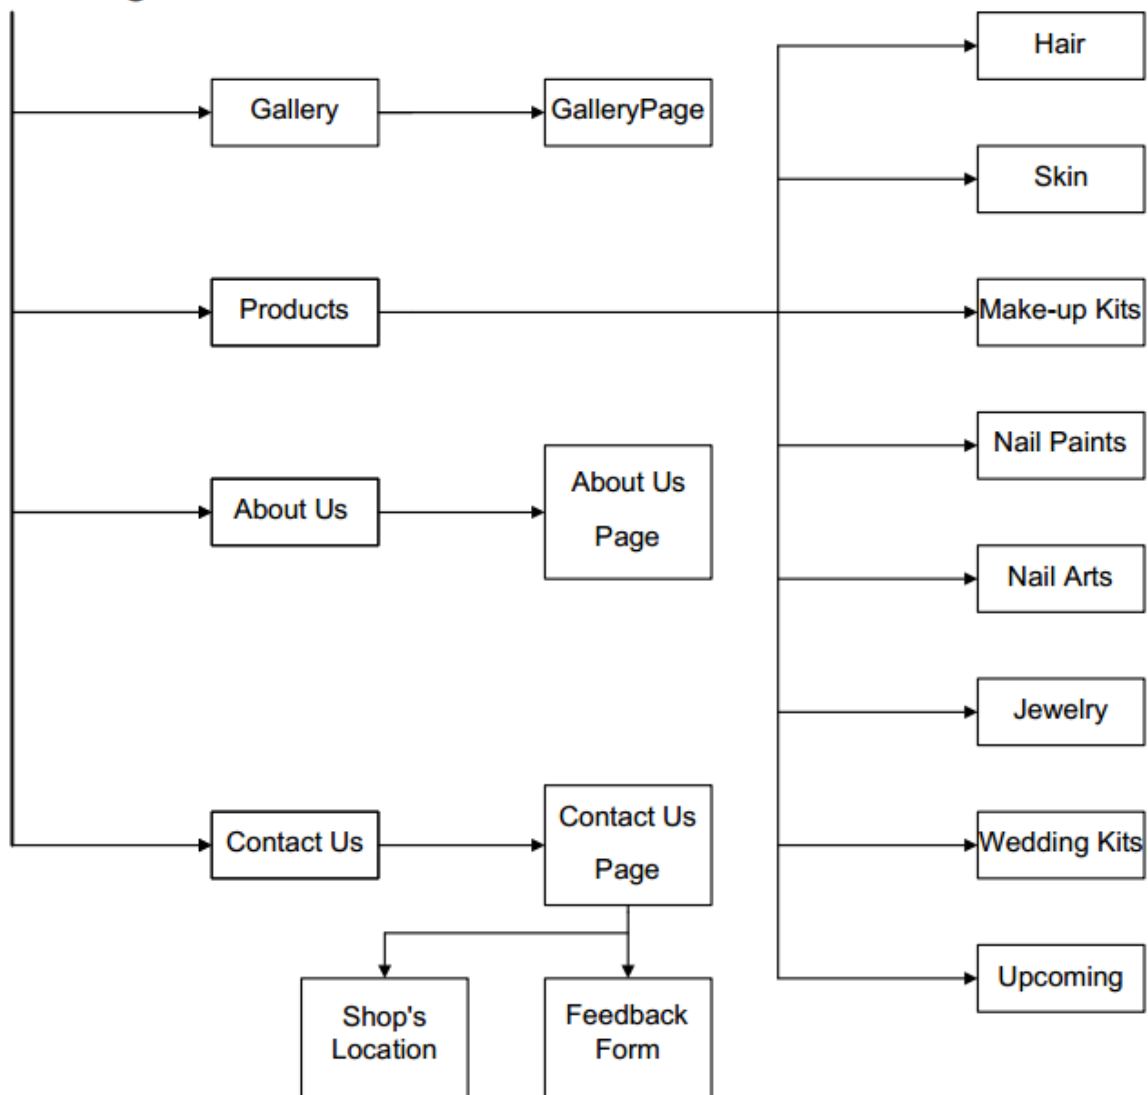 Hair
Gallery
GalleryPage
Skin
Products
Make-up Kits
Nail Paints
About Us
About Us
Page
Nail Arts
Jewelry
Contact Us
Contact Us
Page
Wedding Kits
Shop's
Location
Feedback
Form
Upcoming